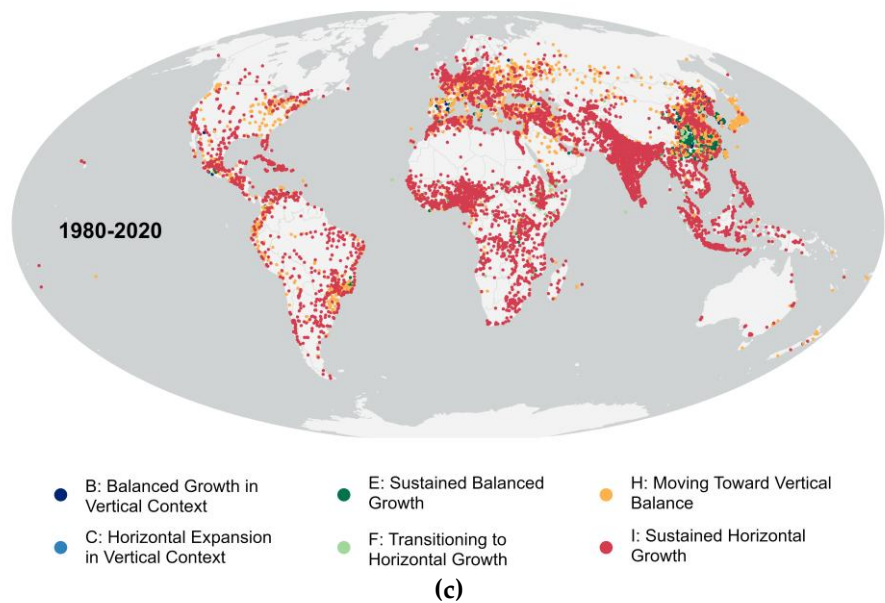 1980-2020
B: Balanced Growth in
Vertical Context
C: Horizontal Expansion
in Vertical Context
E: Sustained Balanced
Growth
F: Transitioning to
Horizontal Growth
H: Moving Toward Vertical
Balance
I: Sustained Horizontal
Growth
(c)